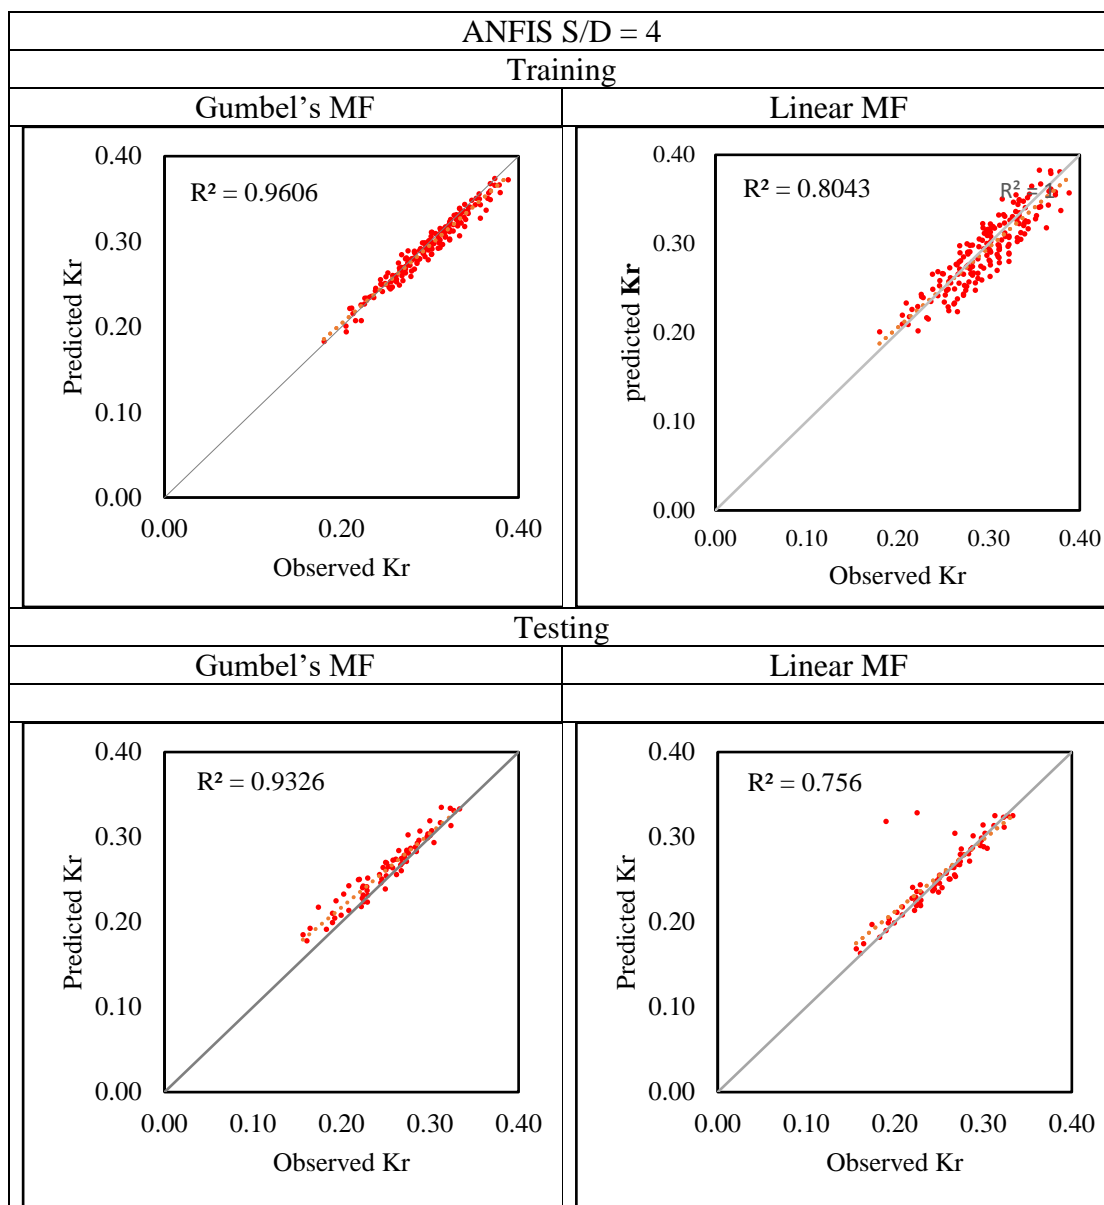 ANFIS S/D = 4
Training
Gumbel’s MF
Linear MF
0.40
R² = 0.9606
0.30
0.20
0.10
0.00
Predicted Kr
0.00
0.20
0.40
Observed Kr
0.40
R² = 0.8043
R² = 1
0.30
0.20
0.10
0.00
predicted Kr
0.00
0.10
0.20
0.30
0.40
Observed Kr
Testing
Gumbel’s MF
Linear MF
0.40
R² = 0.9326
0.30
0.20
0.10
0.00
Predicted Kr
0.00
0.10
0.20
0.30
0.40
Observed Kr
0.40
R² = 0.756
0.30
0.20
0.10
0.00
Predicted Kr
0.00
0.10
0.20
0.30
0.40
Observed Kr